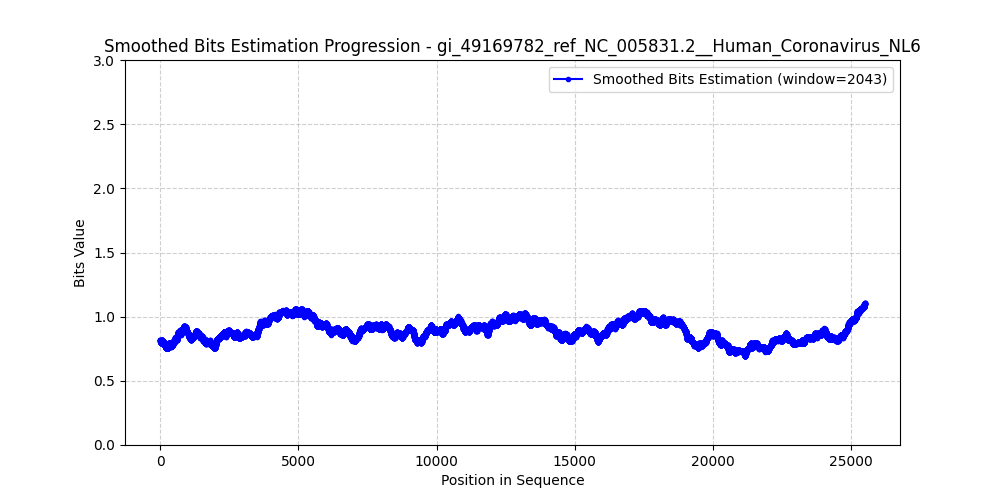 Smoothed Bits Estimation Progression - gi_49169782_ref_NC_005831.2__Human_Coronavirus_NL6
Smoothed Bits Estimation (window=2043)
Bits Value
3.0
2.5
2.0
1.5
1.0
0.5
0.0
0 5000 10000 15000 20000 25000
Position in Sequence